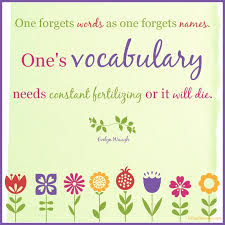 One forgets words as one forgets names.
One's vocabulary
needs constant fertilizing or it will die.
Evelyn Waugh